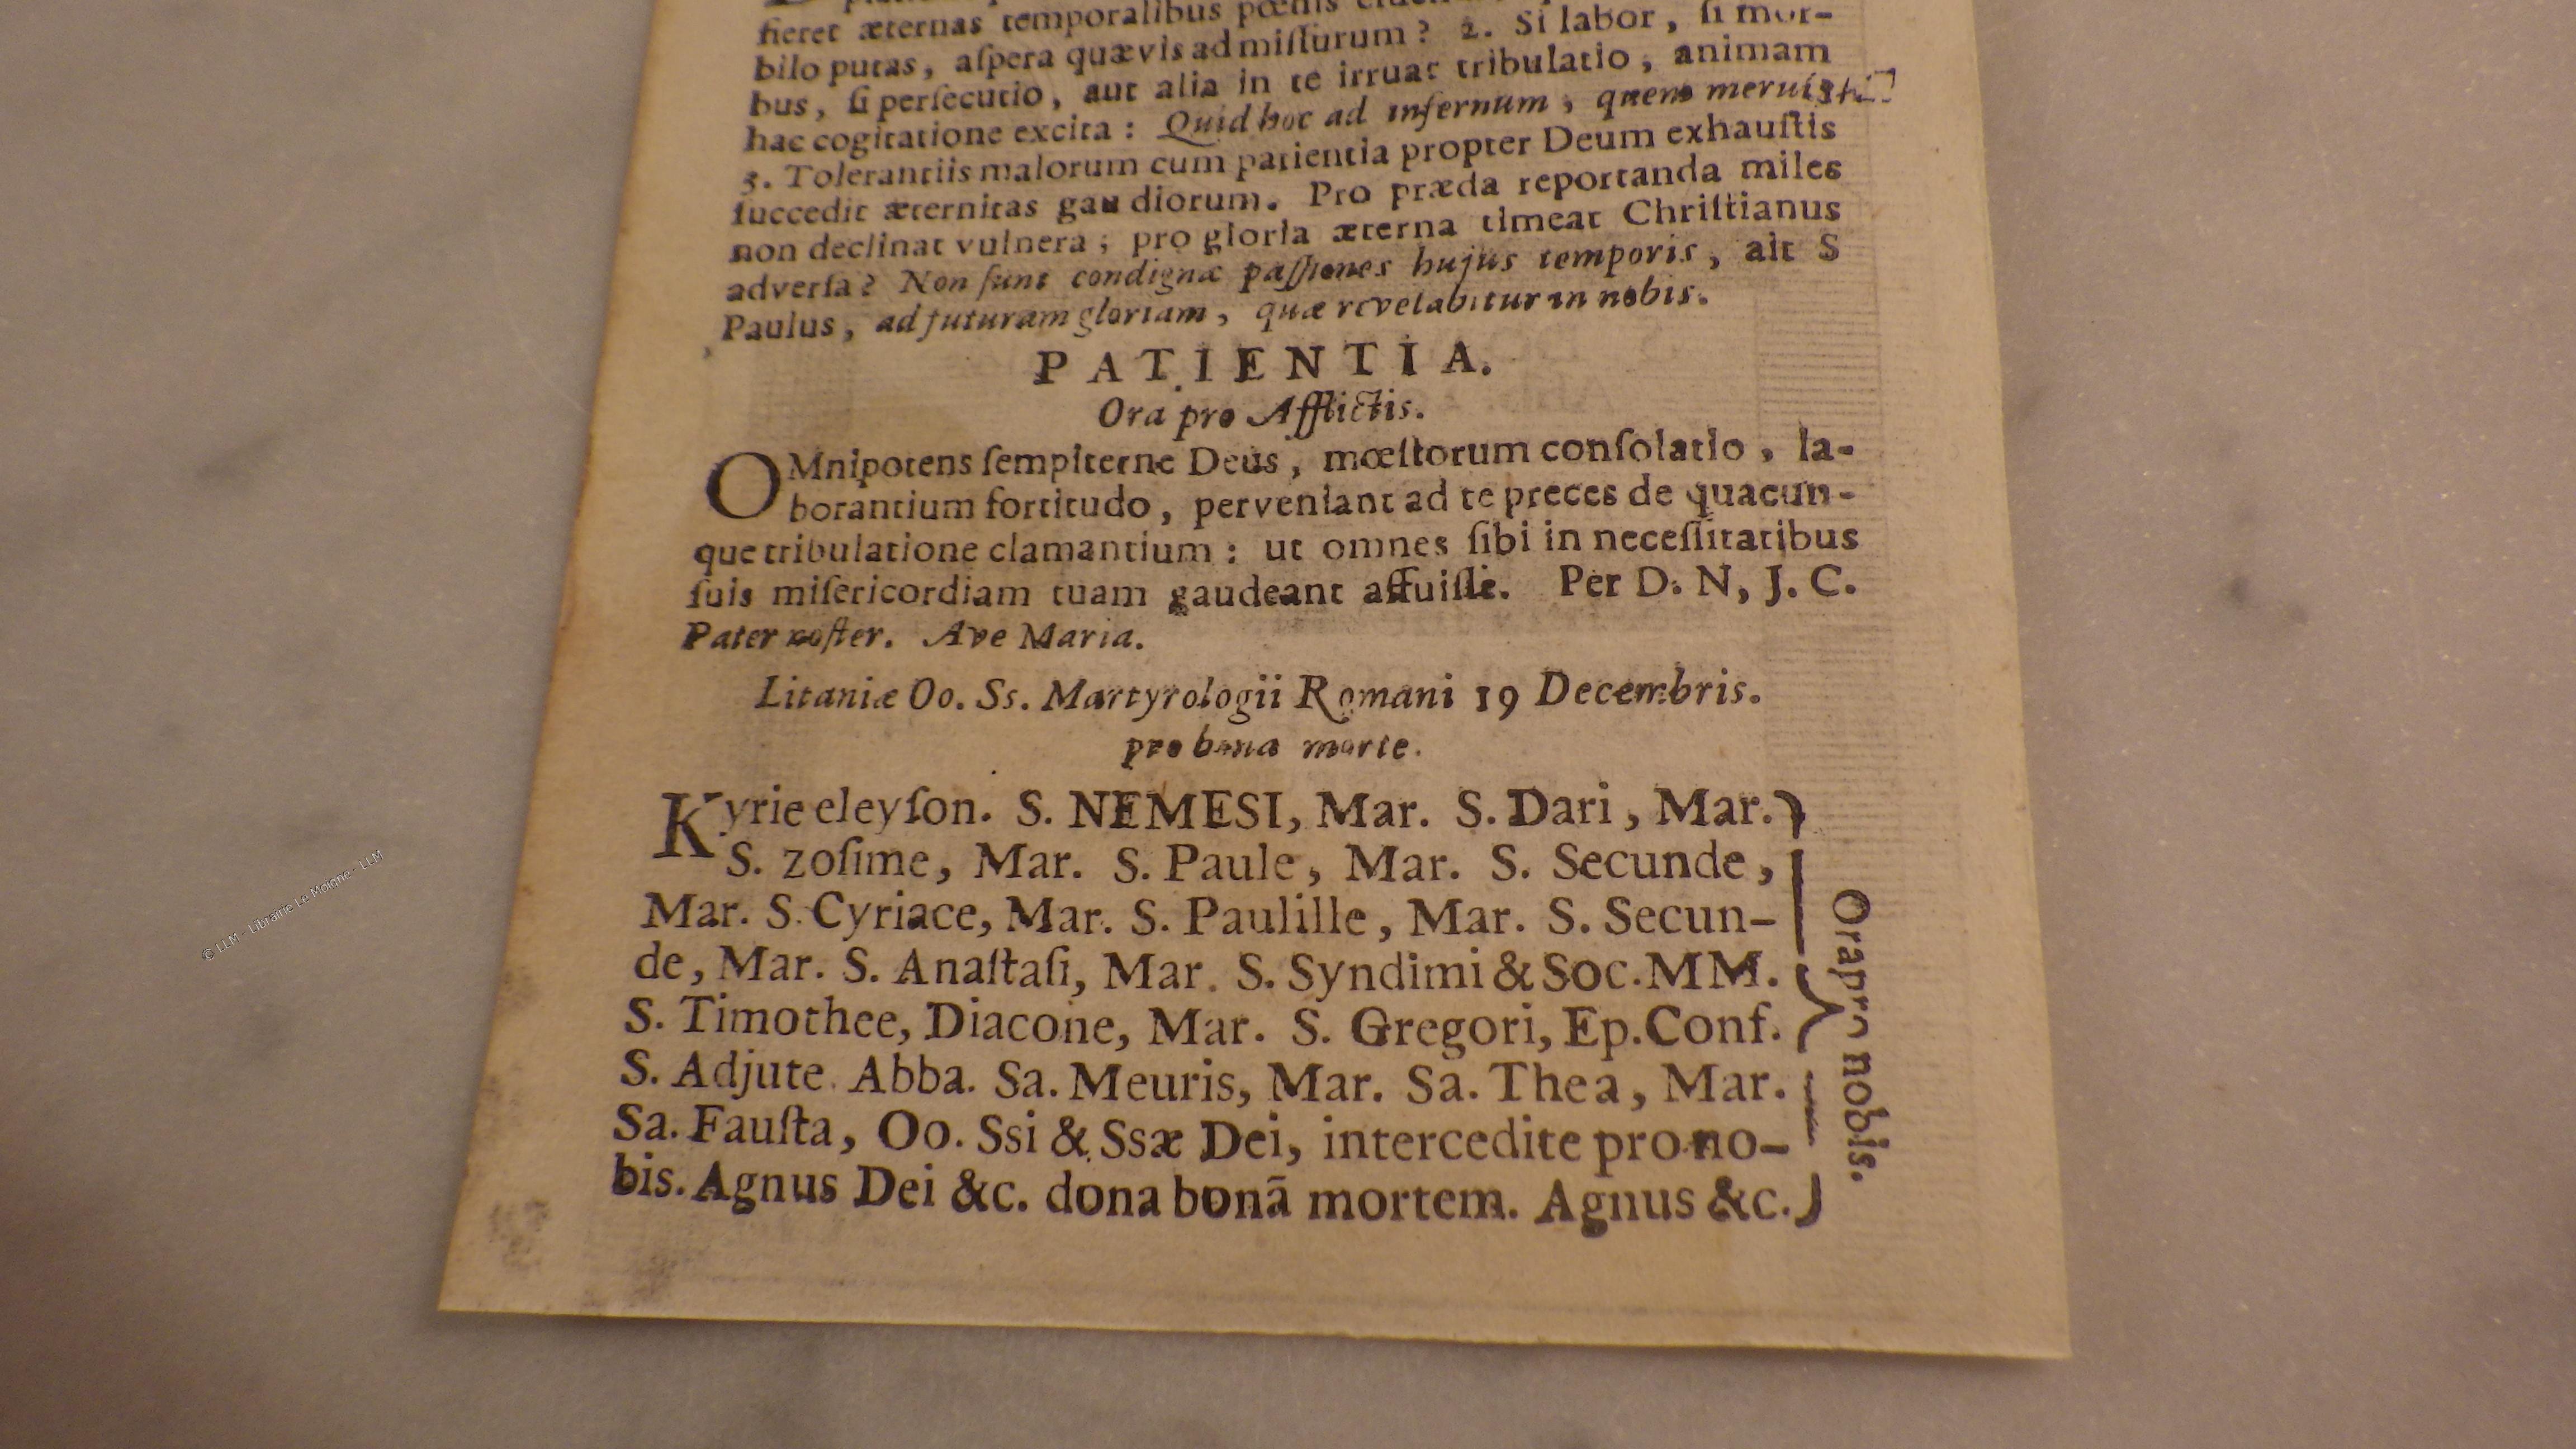 fieret æternas temporalibus pœnis
bilo putas, aſpera quævis admiſſurum? 2. Si labor, ſi mor-
bus, ſi perſecutio, aut alia in te irruat tribulatio, animam
hac cogitatione excita: Quid hoc ad infernum, quem meruisti?
3. Tolerantiis malorum cum patientia propter Deum exhauſtis
ſuccedit æternitas gaudiorum. Pro præda reportanda miles
non declinat vulnera; pro gloria æterna timeat Chriſtianus
adverſa? Non ſunt condignæ paſſiones hujus temporis, ait S
Paulus, ad futuram gloriam, quæ revelabitur in nobis.
PATIENTIA.
Ora pro Afflictis.
OMnipotens ſempiterne Deus, mœſtorum conſolatio, la-
borantium fortitudo, perveniant ad te preces de quacun-
que tribulatione clamantium: ut omnes ſibi in neceſſitatibus
ſuis miſericordiam tuam gaudeant affuiſſe. Per D. N, J. C.
Pater noſter. Ave Maria.
Litaniæ Oo. Ss. Martyrologii Romani 19 Decembris.
pro bona morte.
Kyrie eleyſon. S. NEMESI, Mar. S. Dari, Mar.
S. zoſime, Mar. S. Paule, Mar. S. Secunde,
Mar. S. Cyriace, Mar. S. Paulille, Mar. S. Secun-
de, Mar. S. Anaſtaſi, Mar. S. Syndimi & Soc. MM.
S. Timothee, Diacone, Mar. S. Gregori, Ep. Conf.
S. Adjute. Abba. Sa. Meuris, Mar. Sa. Thea, Mar.
Sa. Fauſta, Oo. Ssi & Ssæ Dei, intercedite pro no-
bis. Agnus Dei &c. dona bonã mortem. Agnus &c.
Ora pro nobis.
© LLM - Librairie Le Moigne - LLM